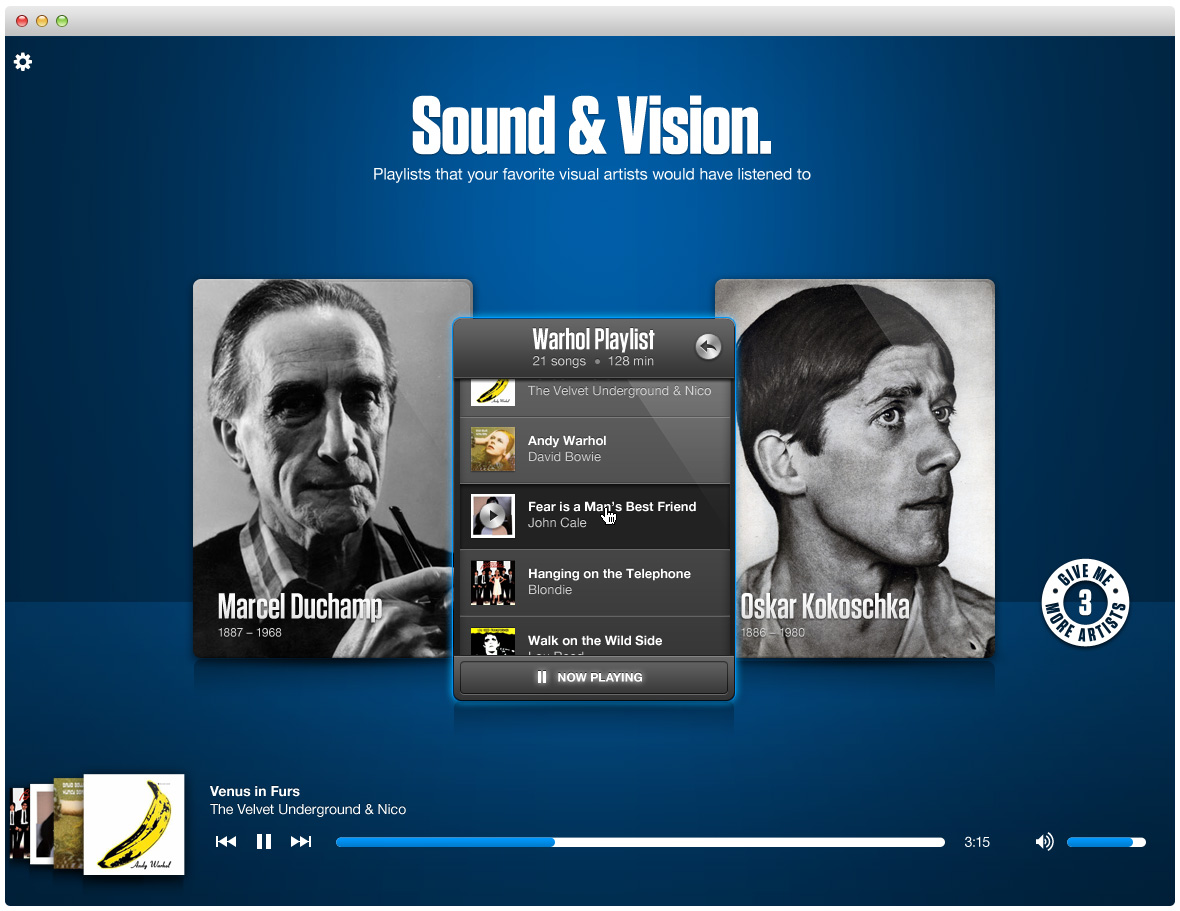 Sound & Vision.
Playlists that your favorite visual artists would have listened to
Warhol Playlist
21 songs • 128 min
The Velvet Underground & Nico
Andy Warhol
David Bowie
Fear is a Man's Best Friend
John Cale
Hanging on the Telephone
Blondie
Walk on the Wild Side
Lou Reed
NOW PLAYING
Marcel Duchamp
1887 – 1968
Oskar Kokoschka
1886 – 1980
GIVE ME
3
MORE ARTISTS
Venus in Furs
The Velvet Underground & Nico
Andy Warhol
3:15